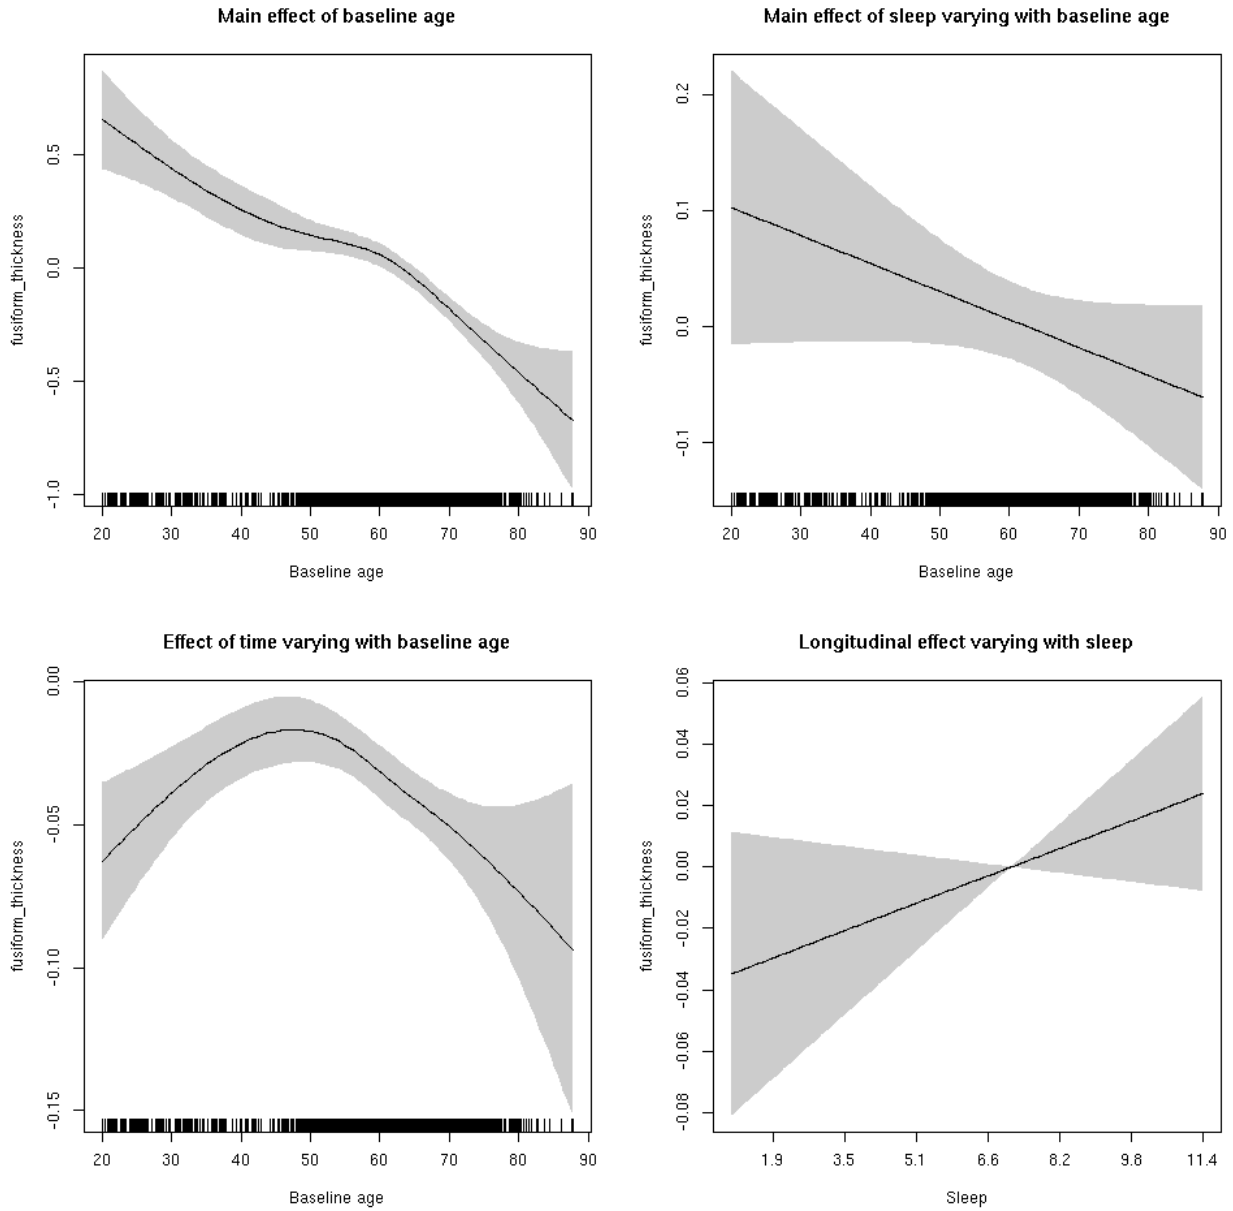 Main effect of baseline age
fusiform_thickness
0.5
0.0
-0.5
-1.0
20 30 40 50 60 70 80 90
Baseline age
Main effect of sleep varying with baseline age
fusiform_thickness
0.2
0.1
0.0
-0.1
20 30 40 50 60 70 80 90
Baseline age
Effect of time varying with baseline age
fusiform_thickness
0.00
-0.05
-0.10
-0.15
20 30 40 50 60 70 80 90
Baseline age
Longitudinal effect varying with sleep
fusiform_thickness
0.06
0.04
0.02
0.00
-0.02
-0.04
-0.06
-0.08
1.9 3.5 5.1 6.6 8.2 9.8 11.4
Sleep